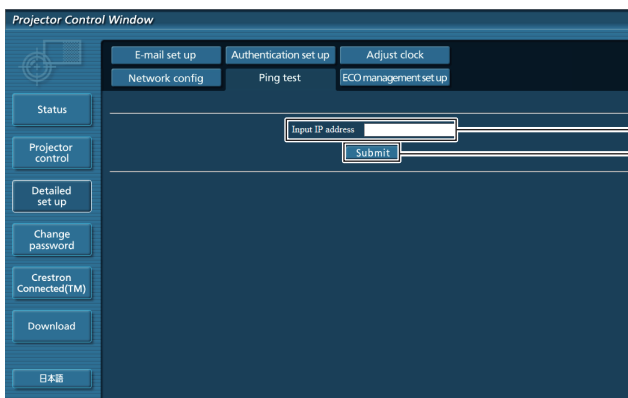 Projector Control Window
E-mail set up
Authentication set up
Adjust clock
Network config
Ping test
ECO management set up
Status
Projector
control
Detailed
set up
Change
password
Crestron
Connected(TM)
Download
日本語
Input IP address
Submit